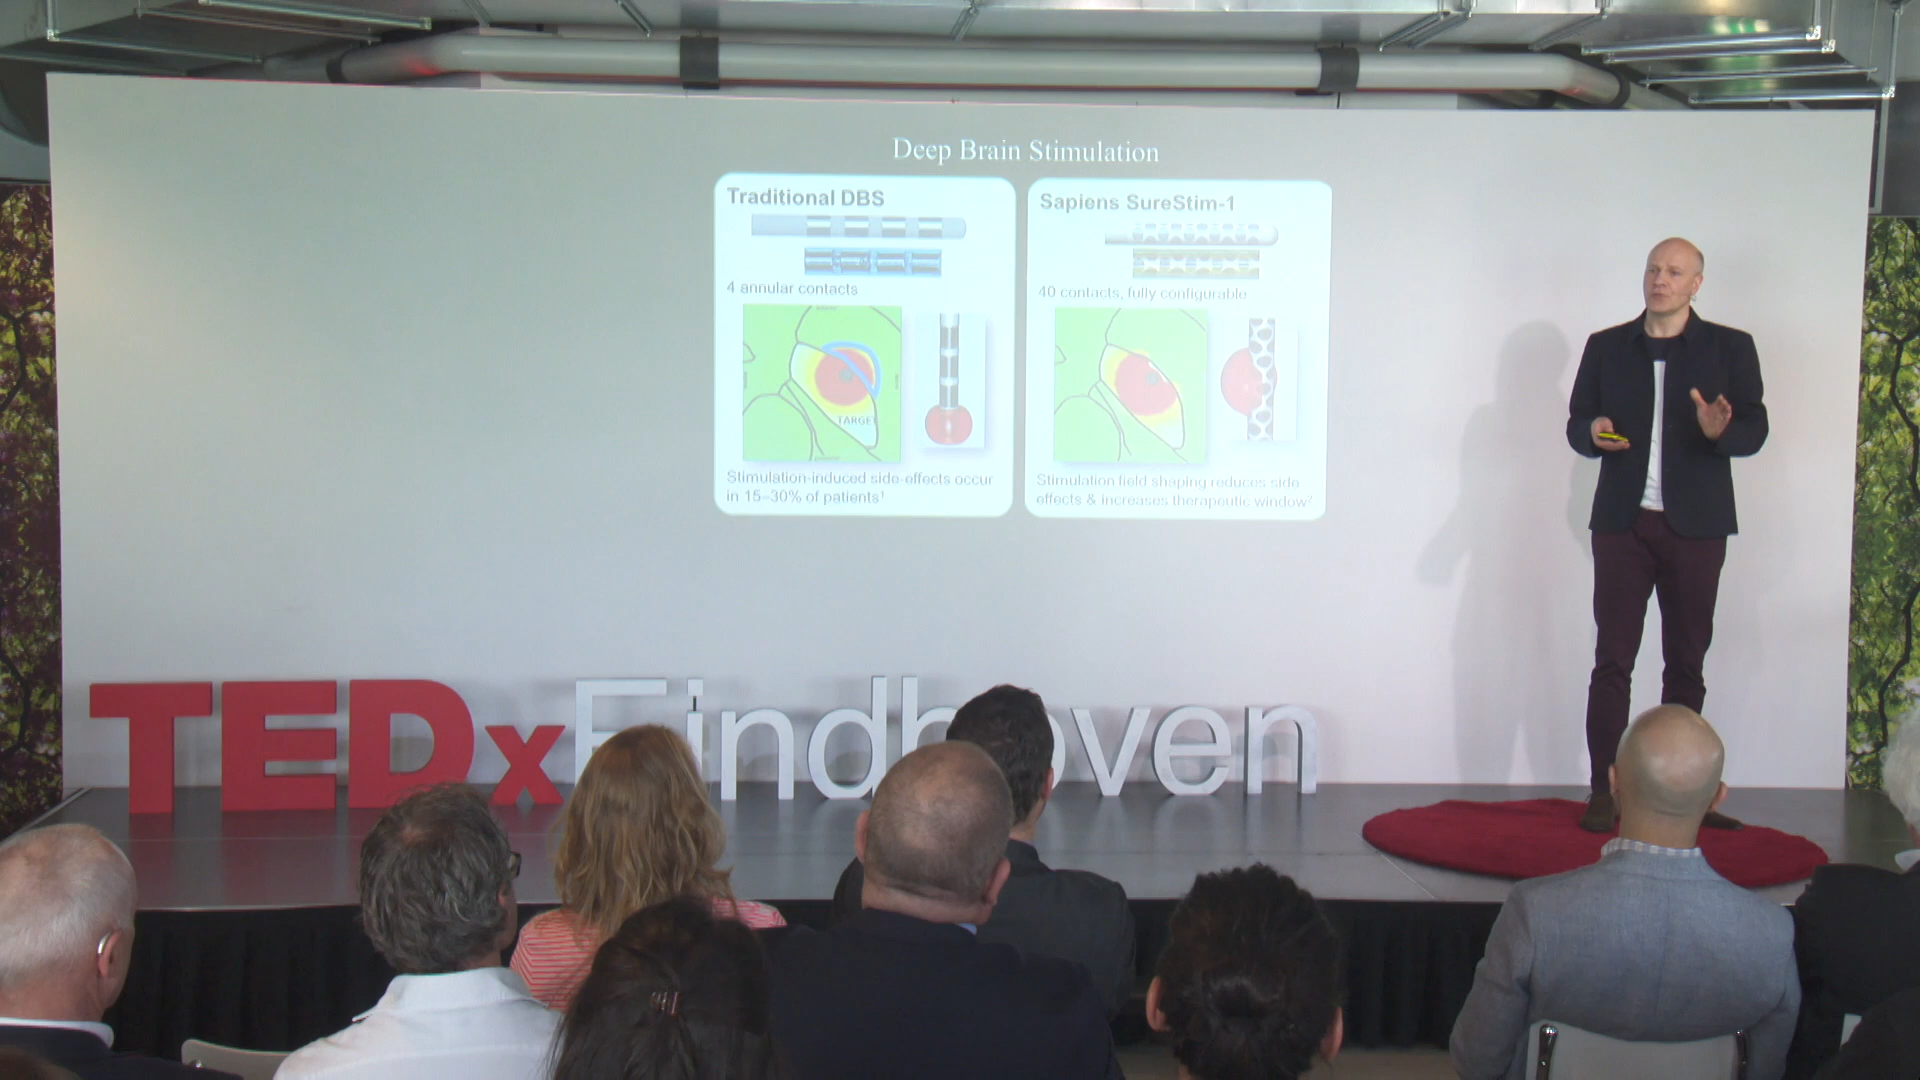 Deep Brain Stimulation
Traditional DBS
4 annular contacts
TARGET
Stimulation-induced side-effects occur
in 15–30% of patients¹
Sapiens SureStim-1
40 contacts, fully configurable
Stimulation field shaping reduces side
effects & increases therapeutic window²
TEDxEindhoven